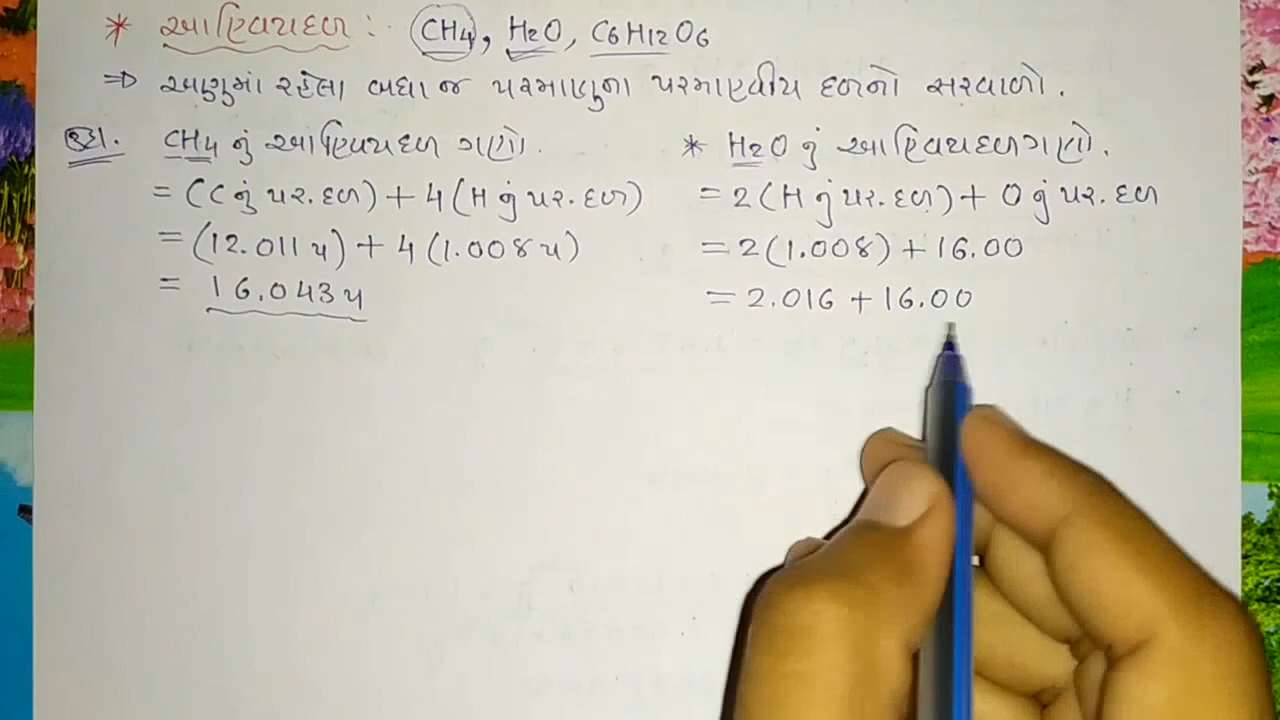 * આણ્વિયદળ :- CH4, H2O, C6H12O6
⇒ અણુમાં રહેલા બધા જ પરમાણુના પરમાણ્વીય દળનો સરવાળો.
ઉદા. CH4 નું આણ્વિયદળ ગણો.
= (C નું પર.દળ) + 4(H નું પર.દળ)
= (12.011 u) + 4(1.008 u)
= 16.043 u
* H2O નું આણ્વિયદળ ગણો.
= 2(H નું પર.દળ) + O નું પર.દળ
= 2(1.008) + 16.00
= 2.016 + 16.00